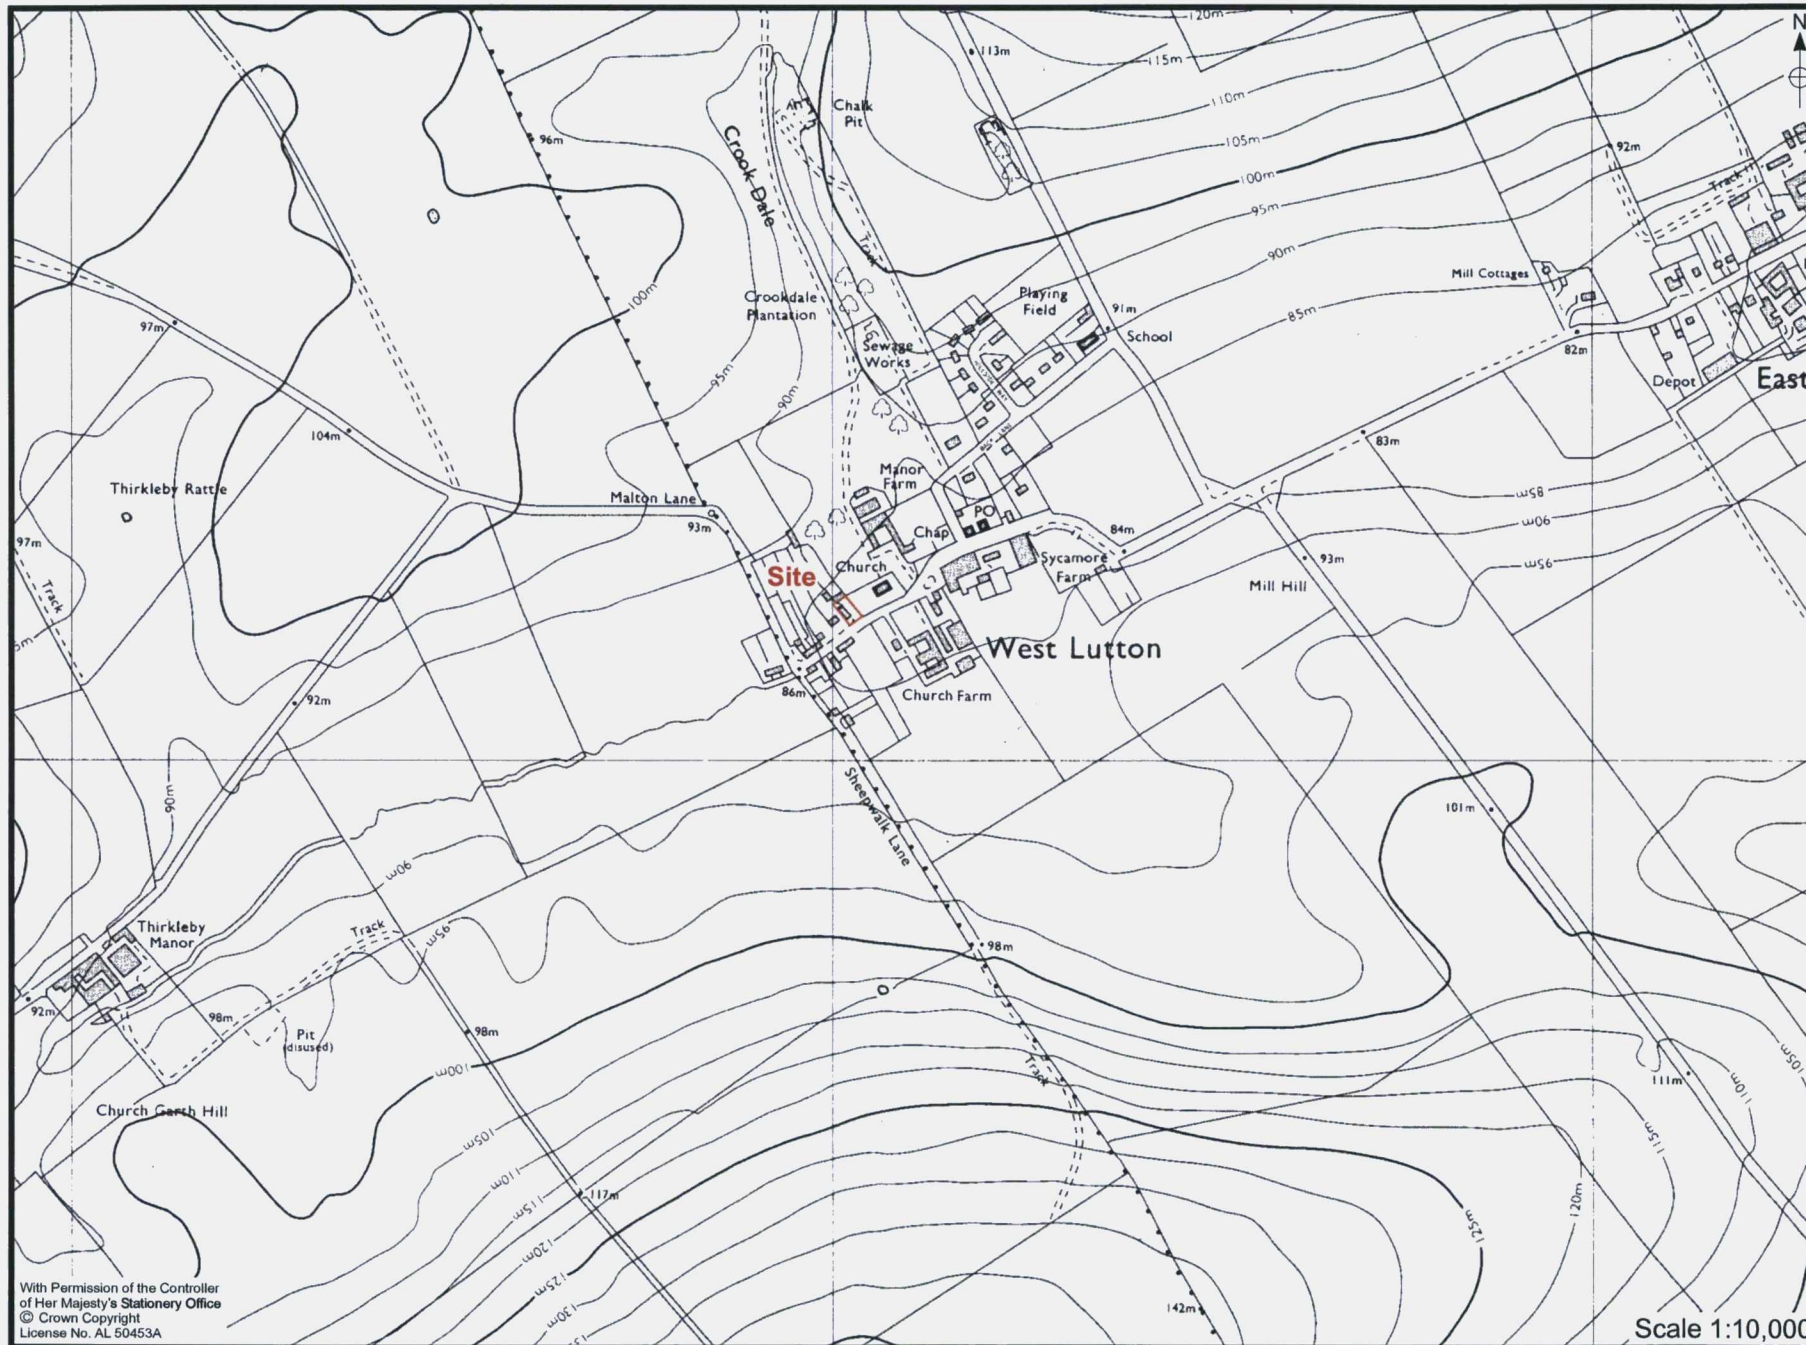 120m
N
113m
115m
110m
Chalk
Pit
96m
Crook Dale
105m
92m
100m
Track
95m
Track
90m
100m
Mill Cottages
Crookdale
Plantation
Playing
Field
91m
85m
97m
School
Sewage
Works
82m
95m
Depot
East
90m
104m
BACK LANE
83m
Thirkleby Rattle
Manor
Farm
Malton Lane
85m
93m
PO
90m
Chap
84m
97m
Sycamore
Farm
93m
95m
Church
Site
Mill Hill
Track
5m
West Lutton
86m
Church Farm
92m
90m
Sheepwalk Lane
101m
90m
Thirkleby
Manor
Track
95m
98m
92m
98m
98m
Pit
(disused)
Track
105m
100m
111m
110m
Church Garth Hill
105m
115m
110m
117m
115m
120m
125m
120m
125m
With Permission of the Controller
of Her Majesty's Stationery Office
© Crown Copyright
License No. AL 50453A
130m
142m
Scale 1:10,000